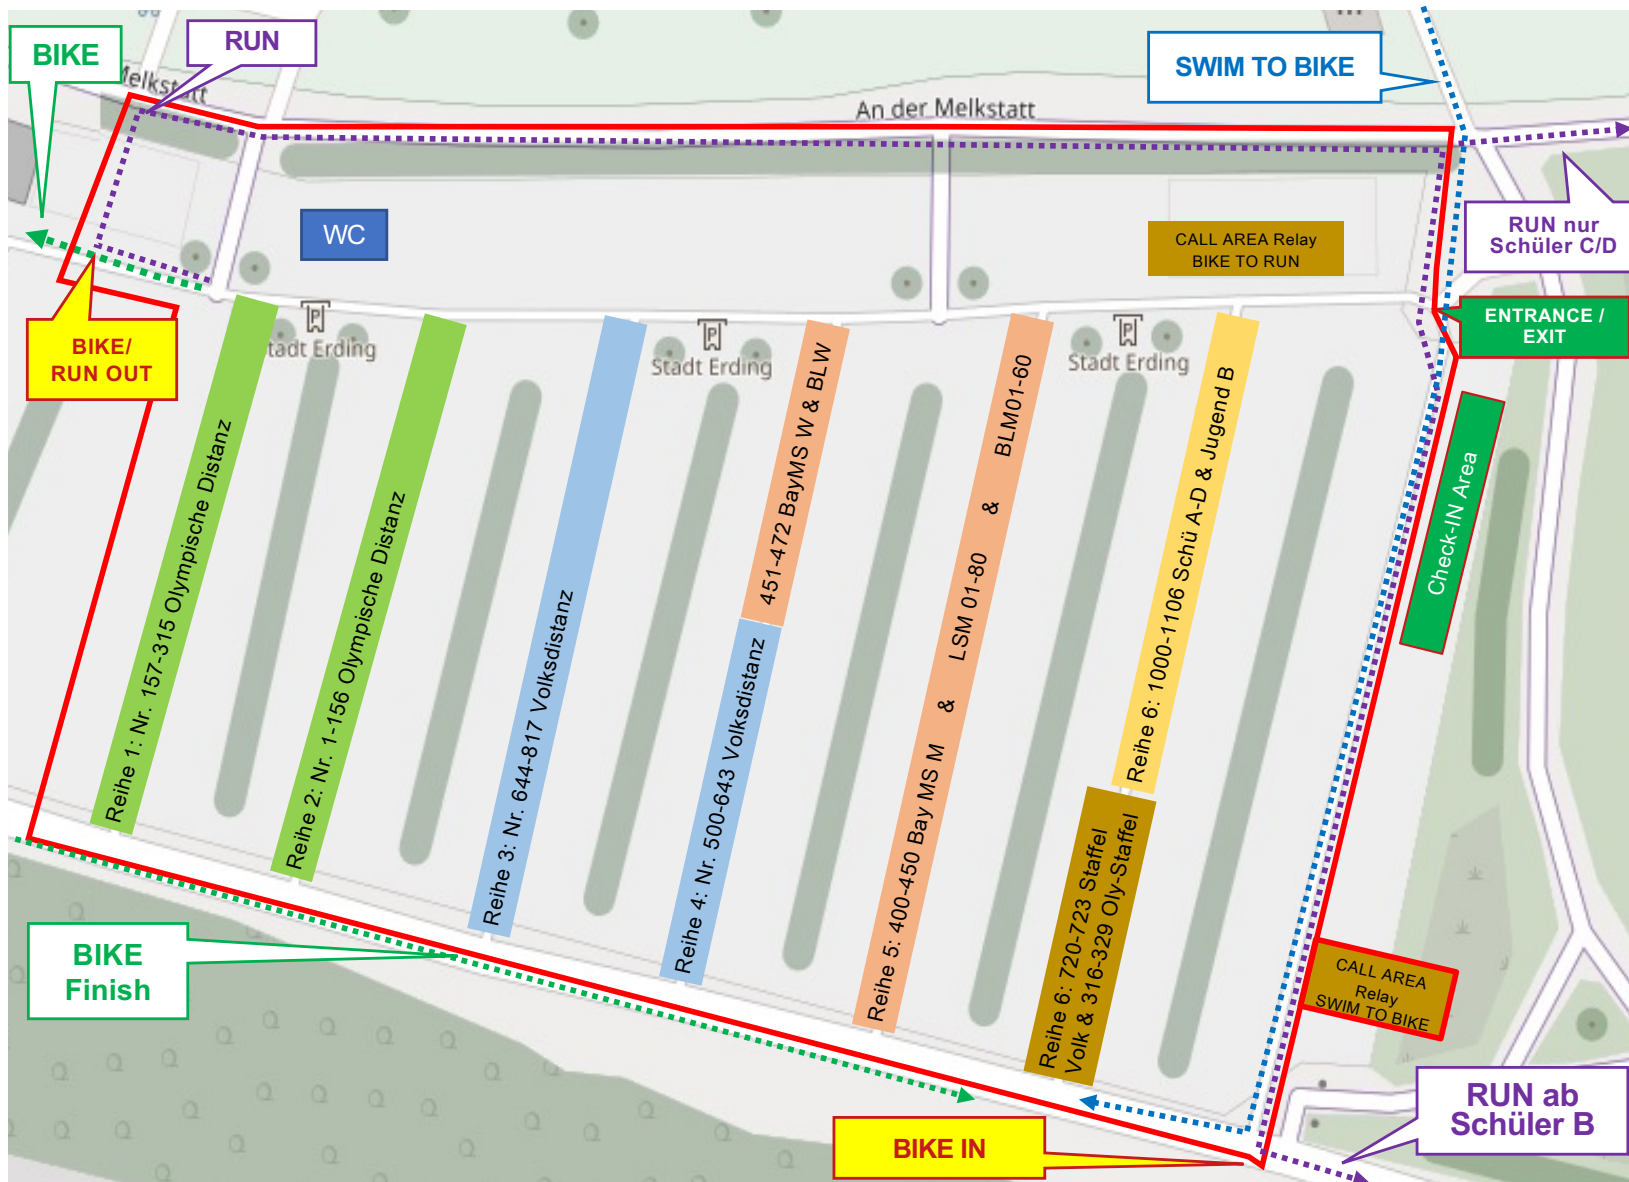 BIKE
RUN
SWIM TO BIKE
Melkstatt
An der Melkstatt
WC
CALL AREA Relay
BIKE TO RUN
RUN nur
Schüler C/D
ENTRANCE /
EXIT
BIKE/
RUN OUT
P
Stadt Erding
P
Stadt Erding
P
Stadt Erding
Reihe 1: Nr. 157-315 Olympische Distanz
Reihe 2: Nr. 1-156 Olympische Distanz
Reihe 3: Nr. 644-817 Volksdistanz
451-472 BayMS W & BLW
Reihe 4: Nr. 500-643 Volksdistanz
Reihe 5: 400-450 Bay MS M & LSM 01-80 & BLM01-60
Reihe 6: 1000-1106 Schü A-D & Jugend B
Reihe 6: 720-723 Staffel
Volk & 316-329 Oly-Staffel
Check-IN Area
CALL AREA
Relay
SWIM TO BIKE
BIKE
Finish
BIKE IN
RUN ab
Schüler B